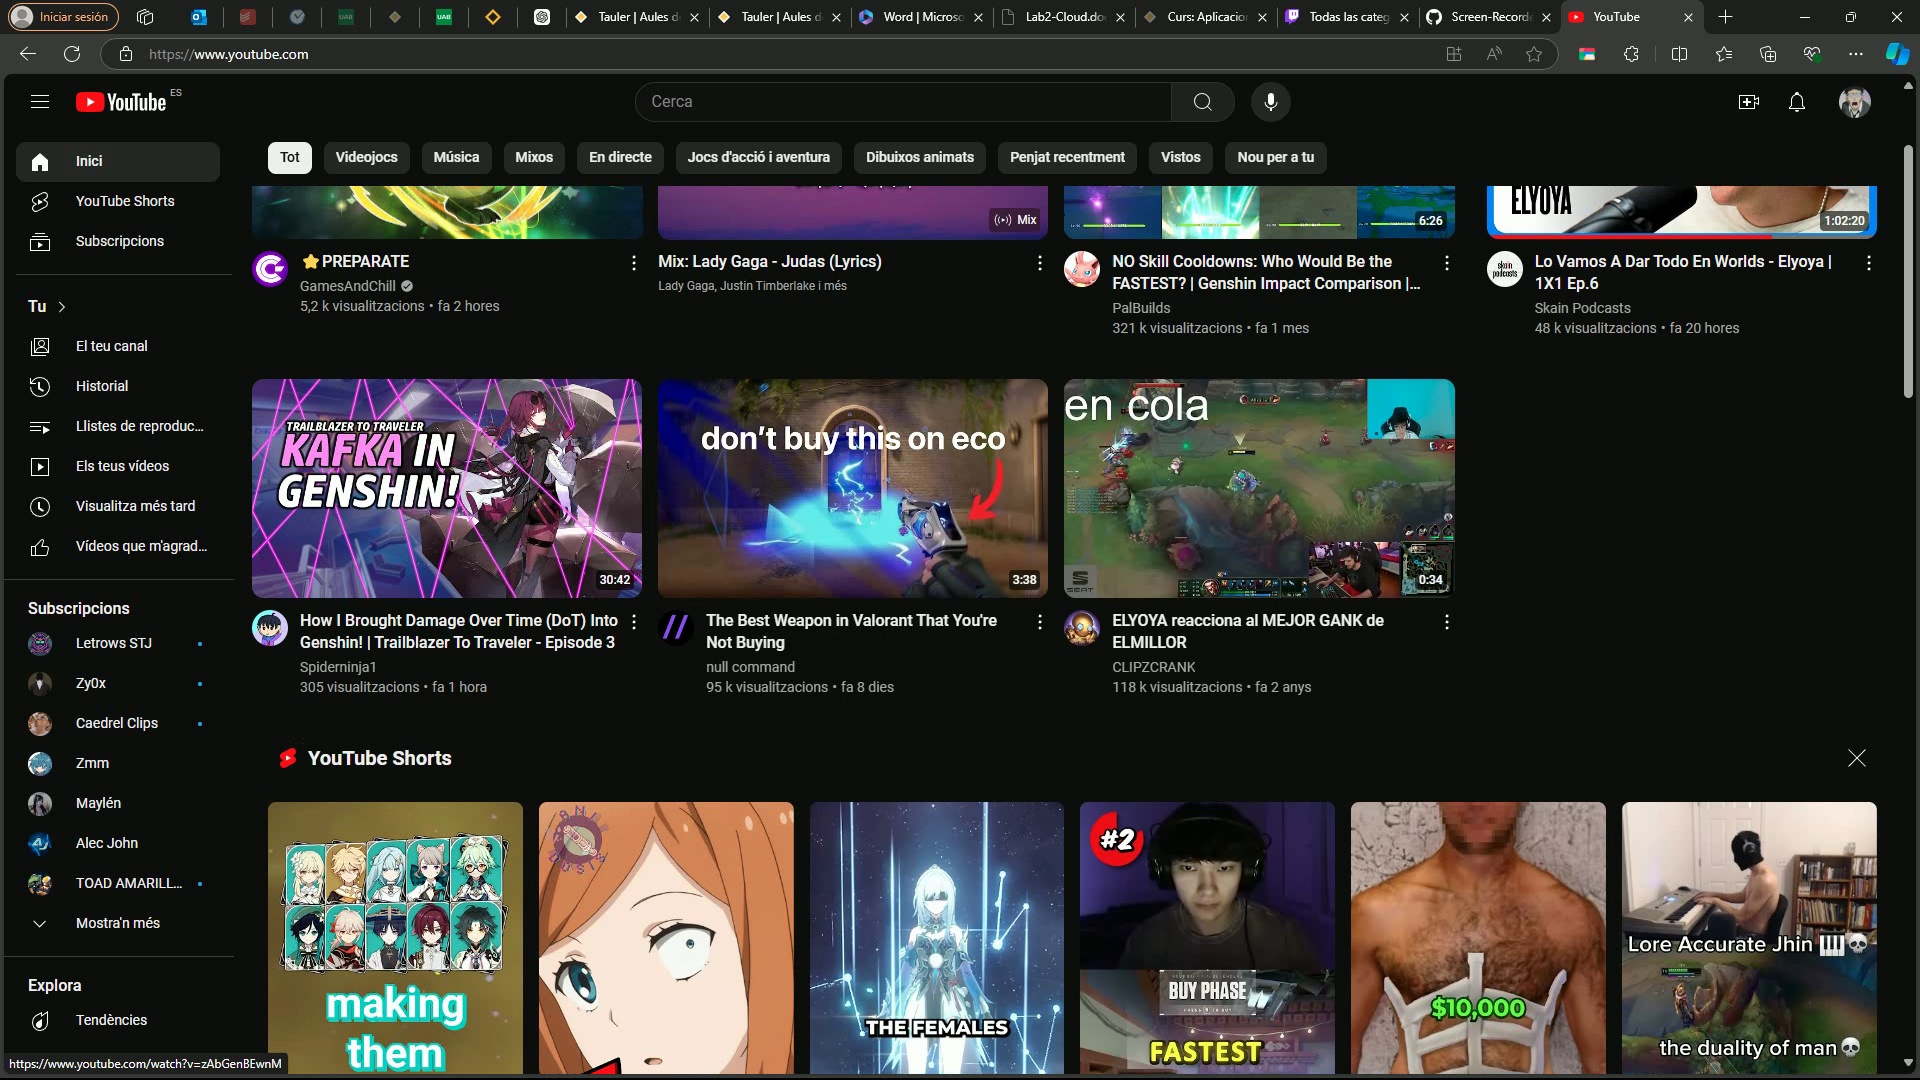 Iniciar sesión
Tauler | Aules d
Tauler | Aules d
Word | Microso
Lab2-Cloud.do
Curs: Aplicacio
Todas las categ
Screen-Recorde
YouTube
https://www.youtube.com
YouTube ES
Cerca
Inici
YouTube Shorts
Subscripcions
Tu
El teu canal
Historial
Llistes de reproduc...
Els teus vídeos
Visualitza més tard
Vídeos que m'agrad...
Subscripcions
Letrows STJ
Zy0x
Caedrel Clips
Zmm
Maylén
Alec John
TOAD AMARILL...
Mostra'n més
Explora
Tendències
https://www.youtube.com/watch?v=zAbGenBEwnM
Tot
Videojocs
Música
Mixos
En directe
Jocs d'acció i aventura
Dibuixos animats
Penjat recentment
Vistos
Nou per a tu
Mix
6:26
ELYOYA
1:02:20
⭐PREPARATE
GamesAndChill
5,2 k visualitzacions • fa 2 hores
Mix: Lady Gaga - Judas (Lyrics)
Lady Gaga, Justin Timberlake i més
NO Skill Cooldowns: Who Would Be the
FASTEST? | Genshin Impact Comparison |...
PalBuilds
321 k visualitzacions • fa 1 mes
skain
podcasts
Lo Vamos A Dar Todo En Worlds - Elyoya |
1X1 Ep.6
Skain Podcasts
48 k visualitzacions • fa 20 hores
TRAILBLAZER TO TRAVELER
KAFKA IN
GENSHIN!
30:42
don't buy this on eco
3:38
en cola
SEAT
0:34
How I Brought Damage Over Time (DoT) Into
Genshin! | Trailblazer To Traveler - Episode 3
Spiderninja1
305 visualitzacions • fa 1 hora
The Best Weapon in Valorant That You're
Not Buying
null command
95 k visualitzacions • fa 8 dies
ELYOYA reacciona al MEJOR GANK de
ELMILLOR
CLIPZCRANK
118 k visualitzacions • fa 2 anys
YouTube Shorts
making
them
THE FEMALES
#2
BUY PHASE
FASTEST
$10,000
Lore Accurate Jhin 🎹💀
the duality of man💀